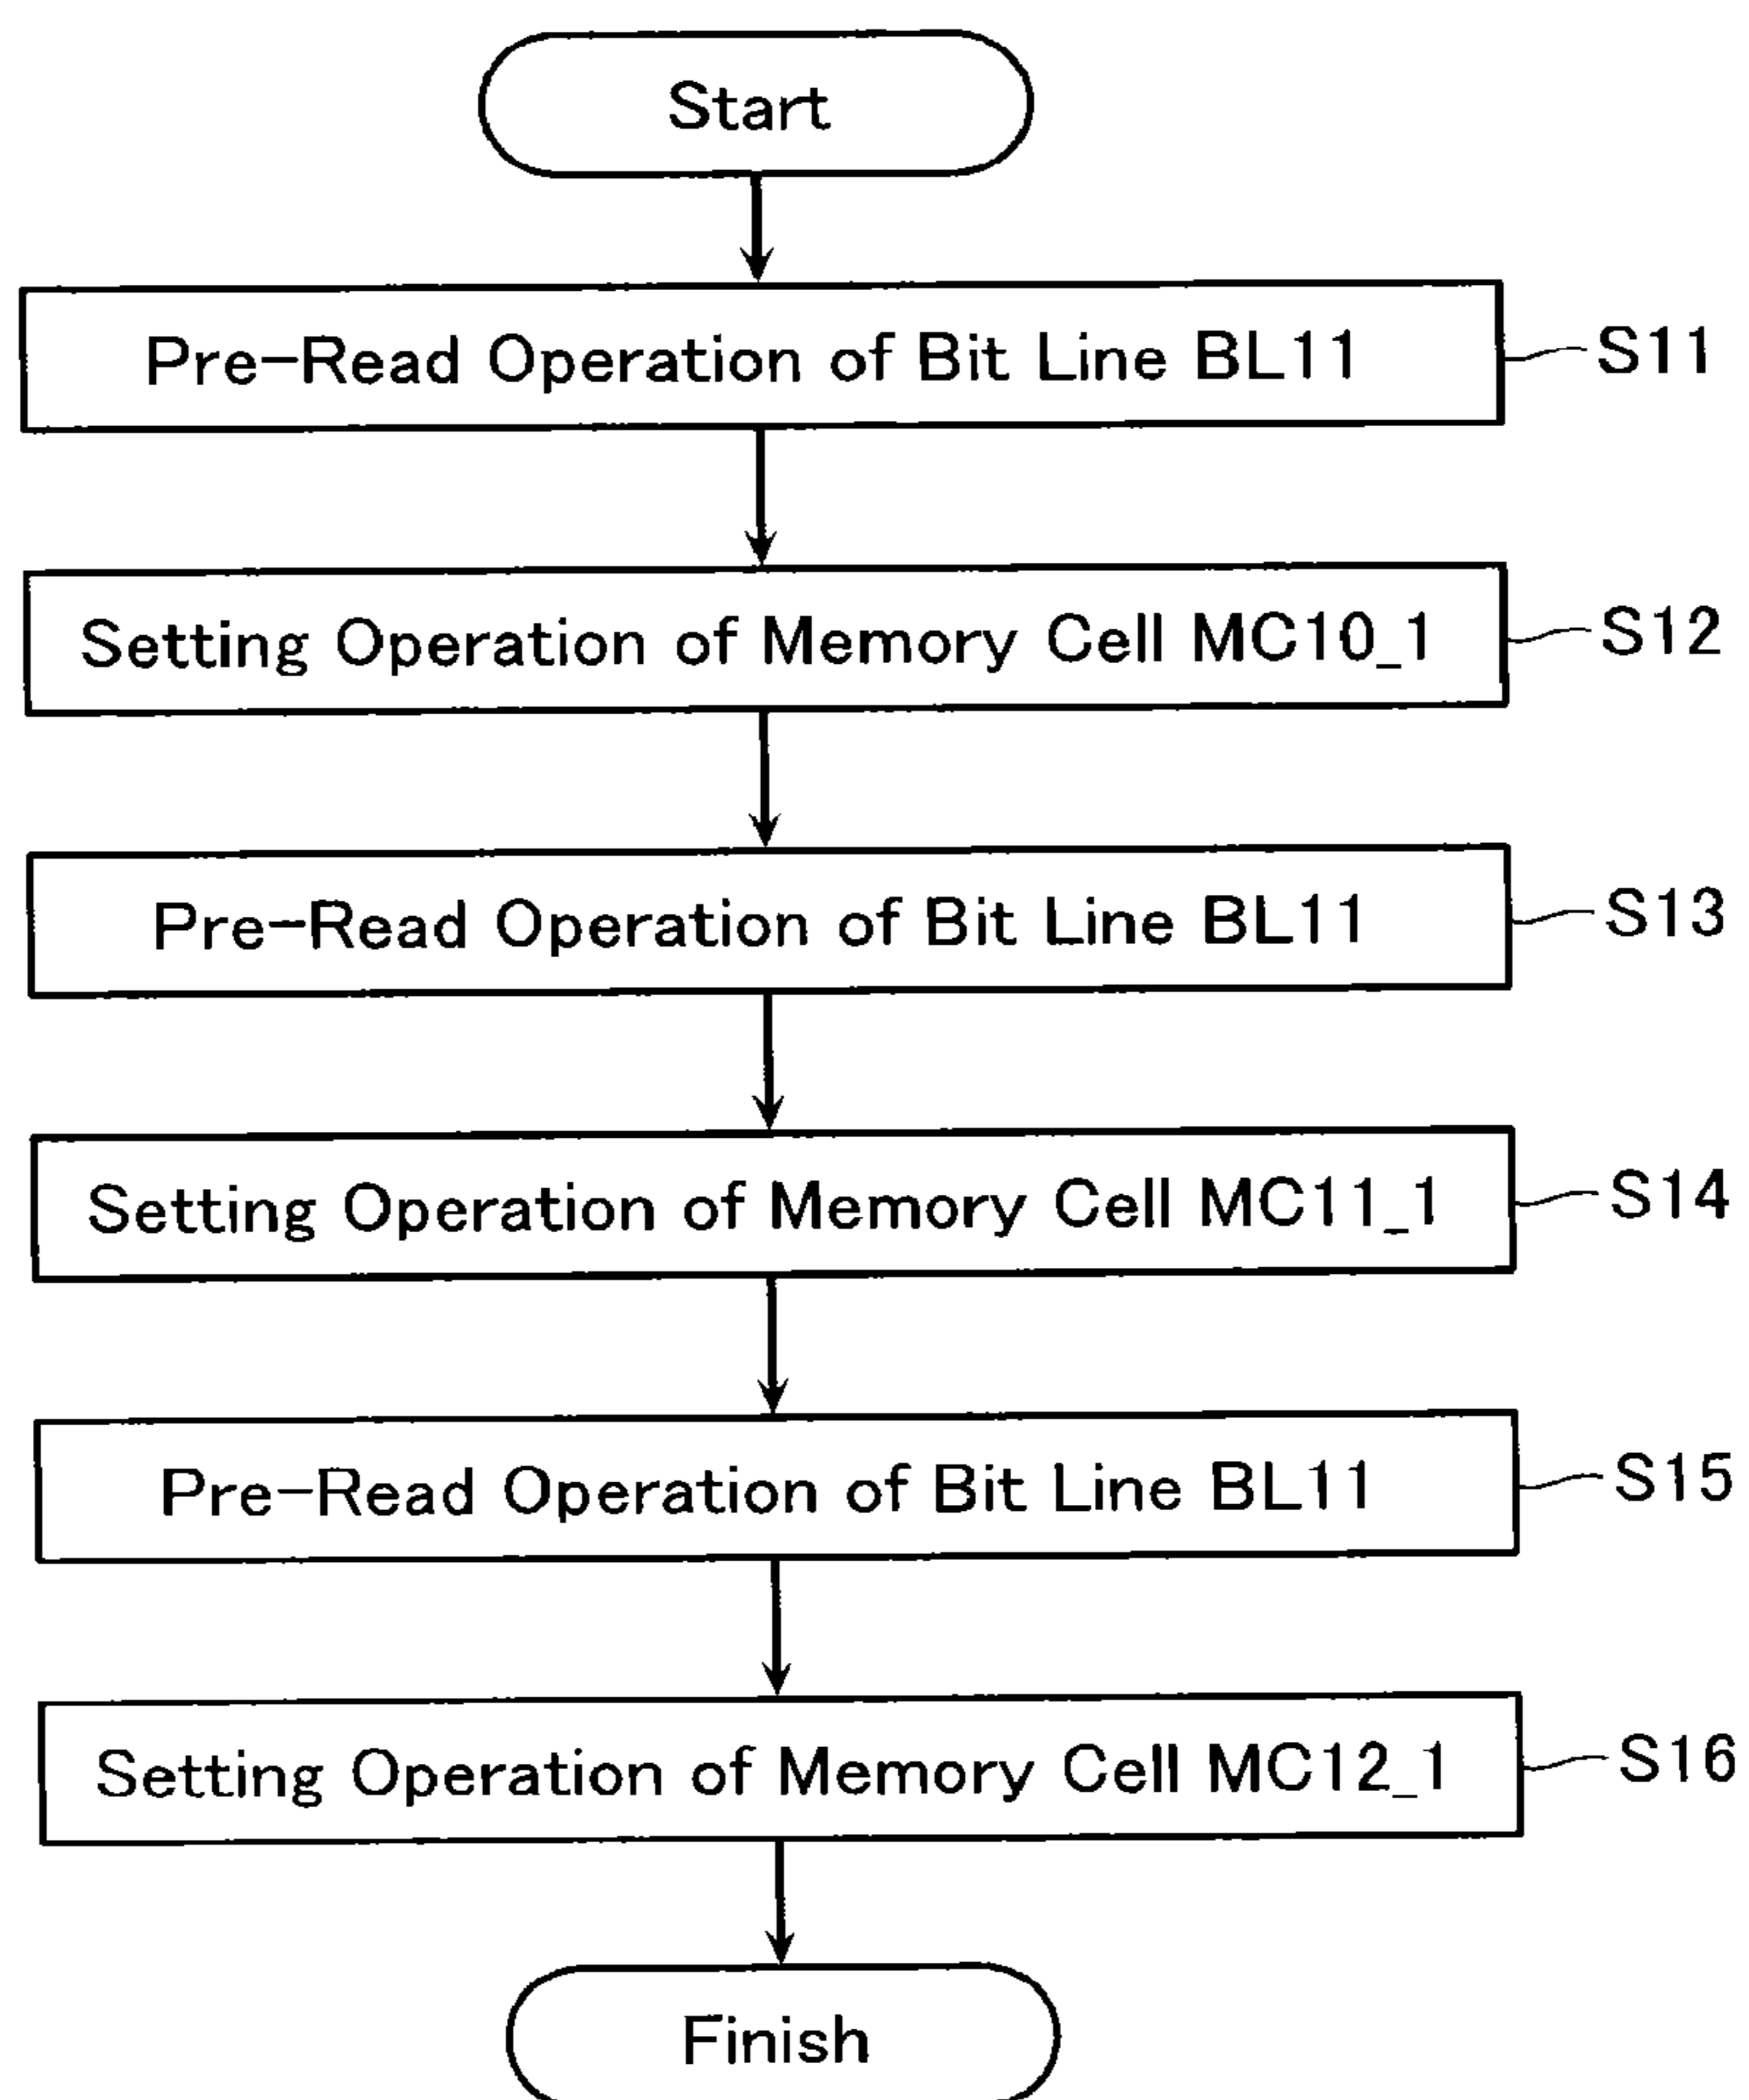 Start
Pre-Read Operation of Bit Line BL11
S11
Setting Operation of Memory Cell MC10_1
S12
Pre-Read Operation of Bit Line BL11
S13
Setting Operation of Memory Cell MC11_1
S14
Pre-Read Operation of Bit Line BL11
S15
Setting Operation of Memory Cell MC12_1
S16
Finish